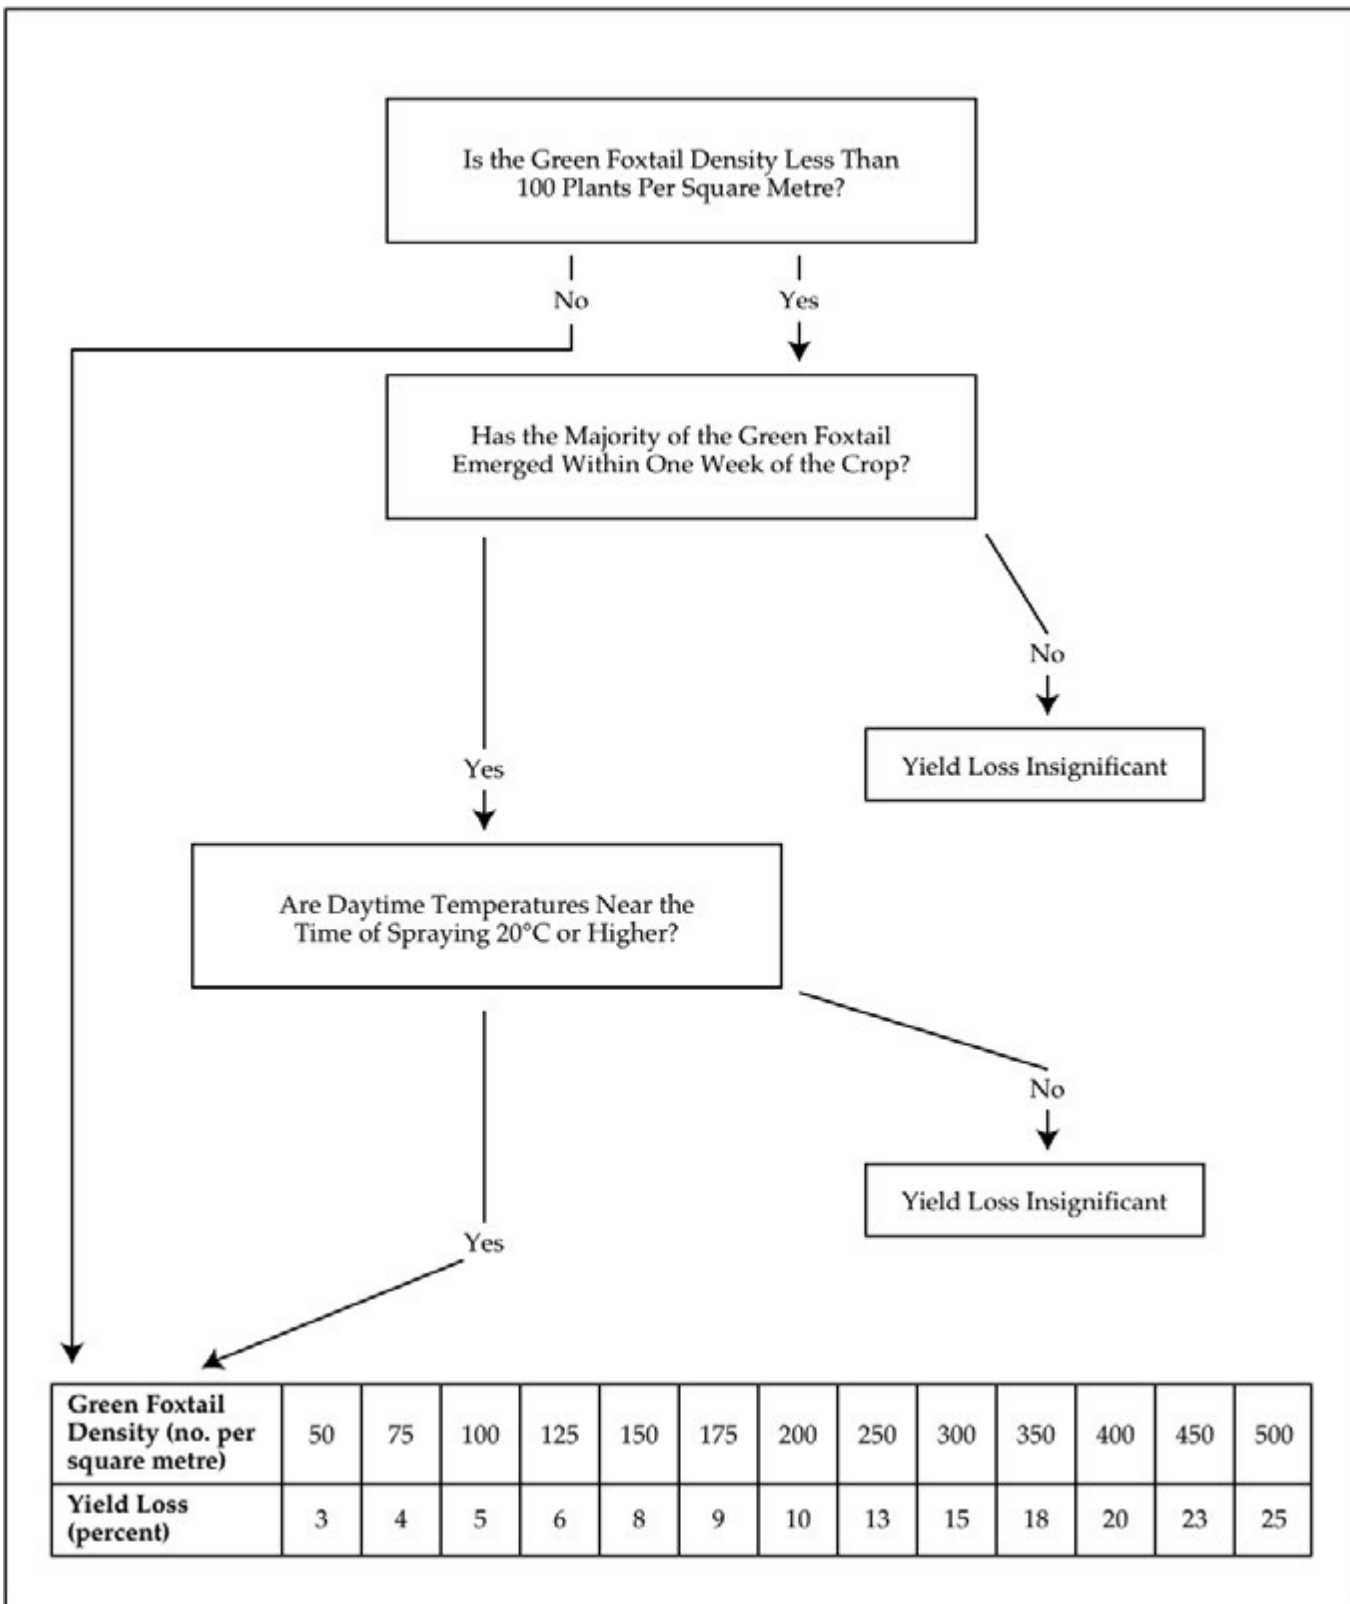 Is the Green Foxtail Density Less Than
100 Plants Per Square Metre?
No
Yes
Has the Majority of the Green Foxtail
Emerged Within One Week of the Crop?
No
Yield Loss Insignificant
Yes
Are Daytime Temperatures Near the
Time of Spraying 20°C or Higher?
No
Yield Loss Insignificant
Yes
Green Foxtail
Density (no. per
square metre)
50 75 100 125 150 175 200 250 300 350 400 450 500
Yield Loss
(percent)
3 4 5 6 8 9 10 13 15 18 20 23 25